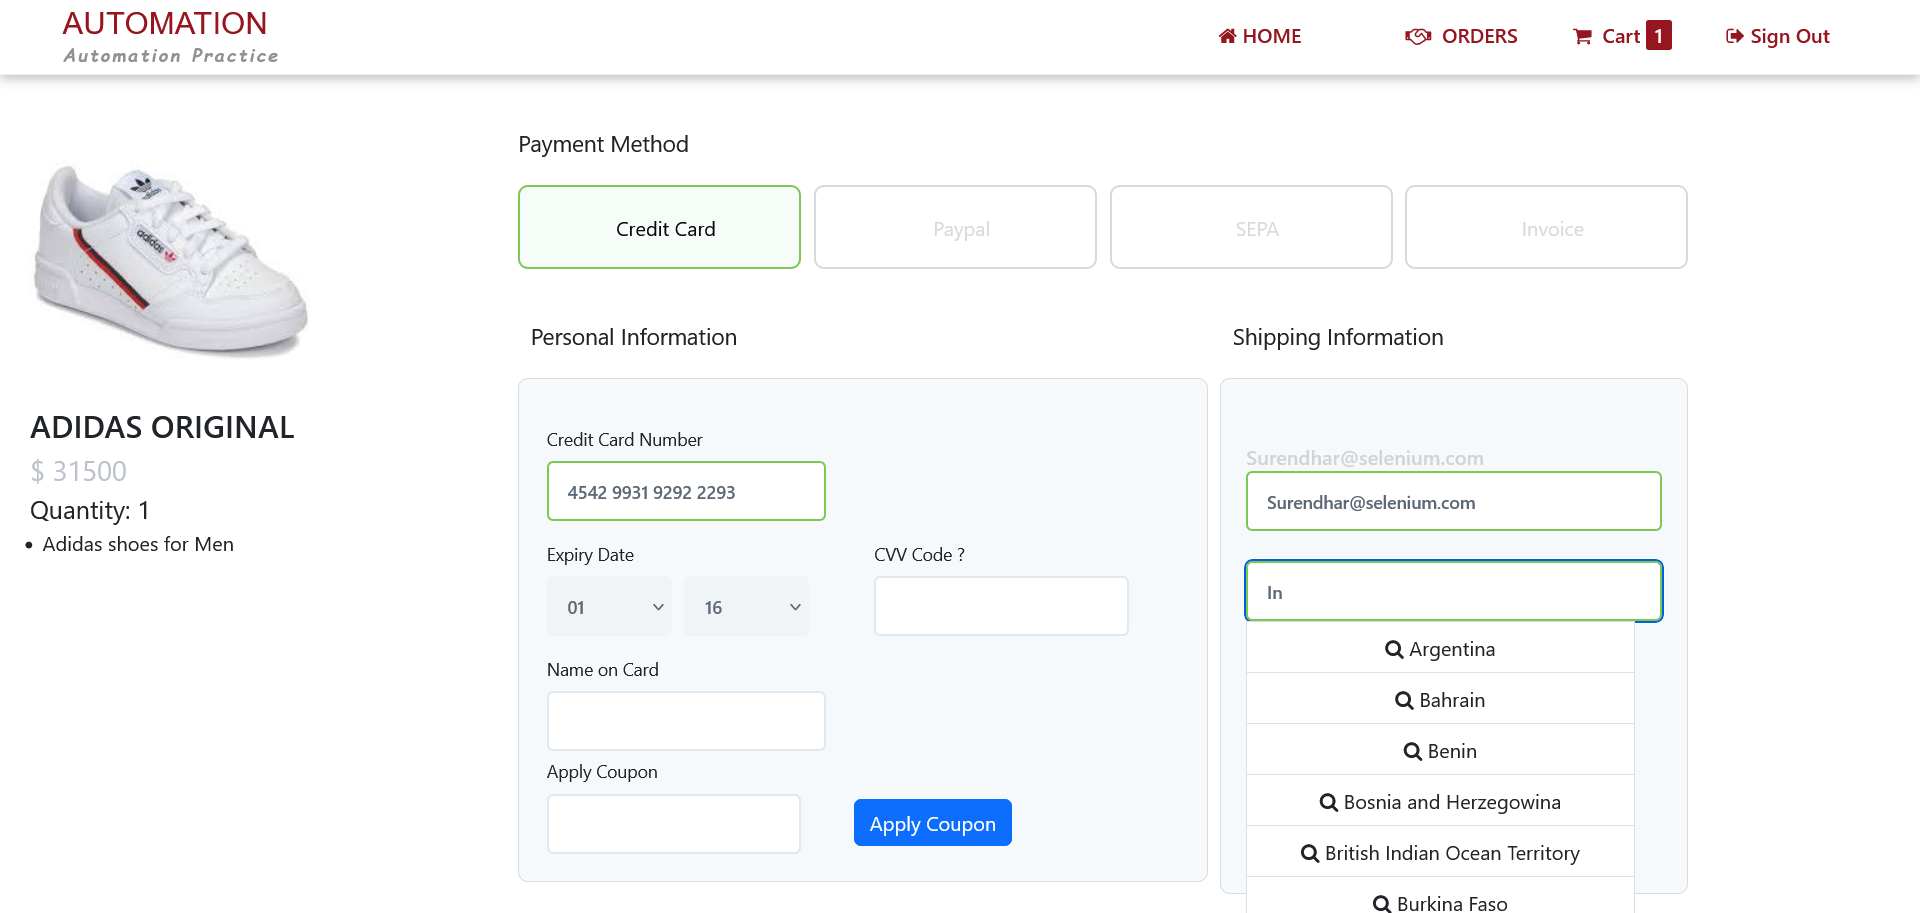 AUTOMATION
Automation Practice
HOME
ORDERS
Cart 1
Sign Out
adidas
adidas
ADIDAS ORIGINAL
$ 31500
Quantity: 1
Adidas shoes for Men
Payment Method
Credit Card
Paypal
SEPA
Invoice
Personal Information
Credit Card Number
4542 9931 9292 2293
Expiry Date
CVV Code ?
01
16
Name on Card
Apply Coupon
Apply Coupon
Shipping Information
Surendhar@selenium.com
Surendhar@selenium.com
In
Argentina
Bahrain
Benin
Bosnia and Herzegowina
British Indian Ocean Territory
Burkina Faso